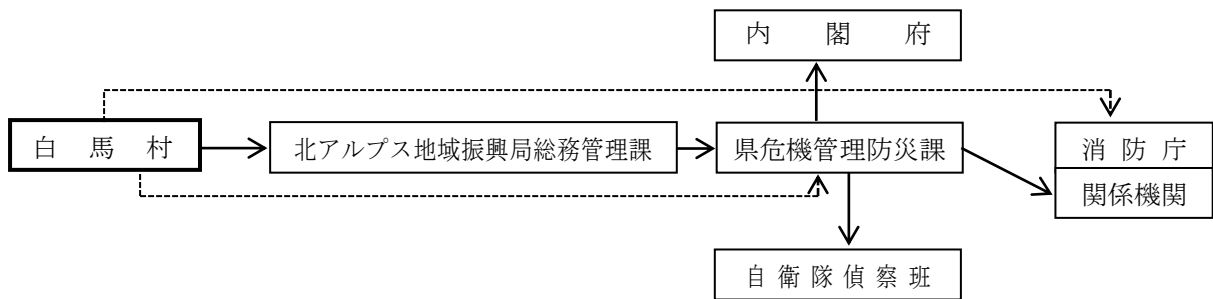 内閣府
白馬村
北アルプス地域振興局総務管理課
県危機管理防災課
消防庁
関係機関
自衛隊偵察班